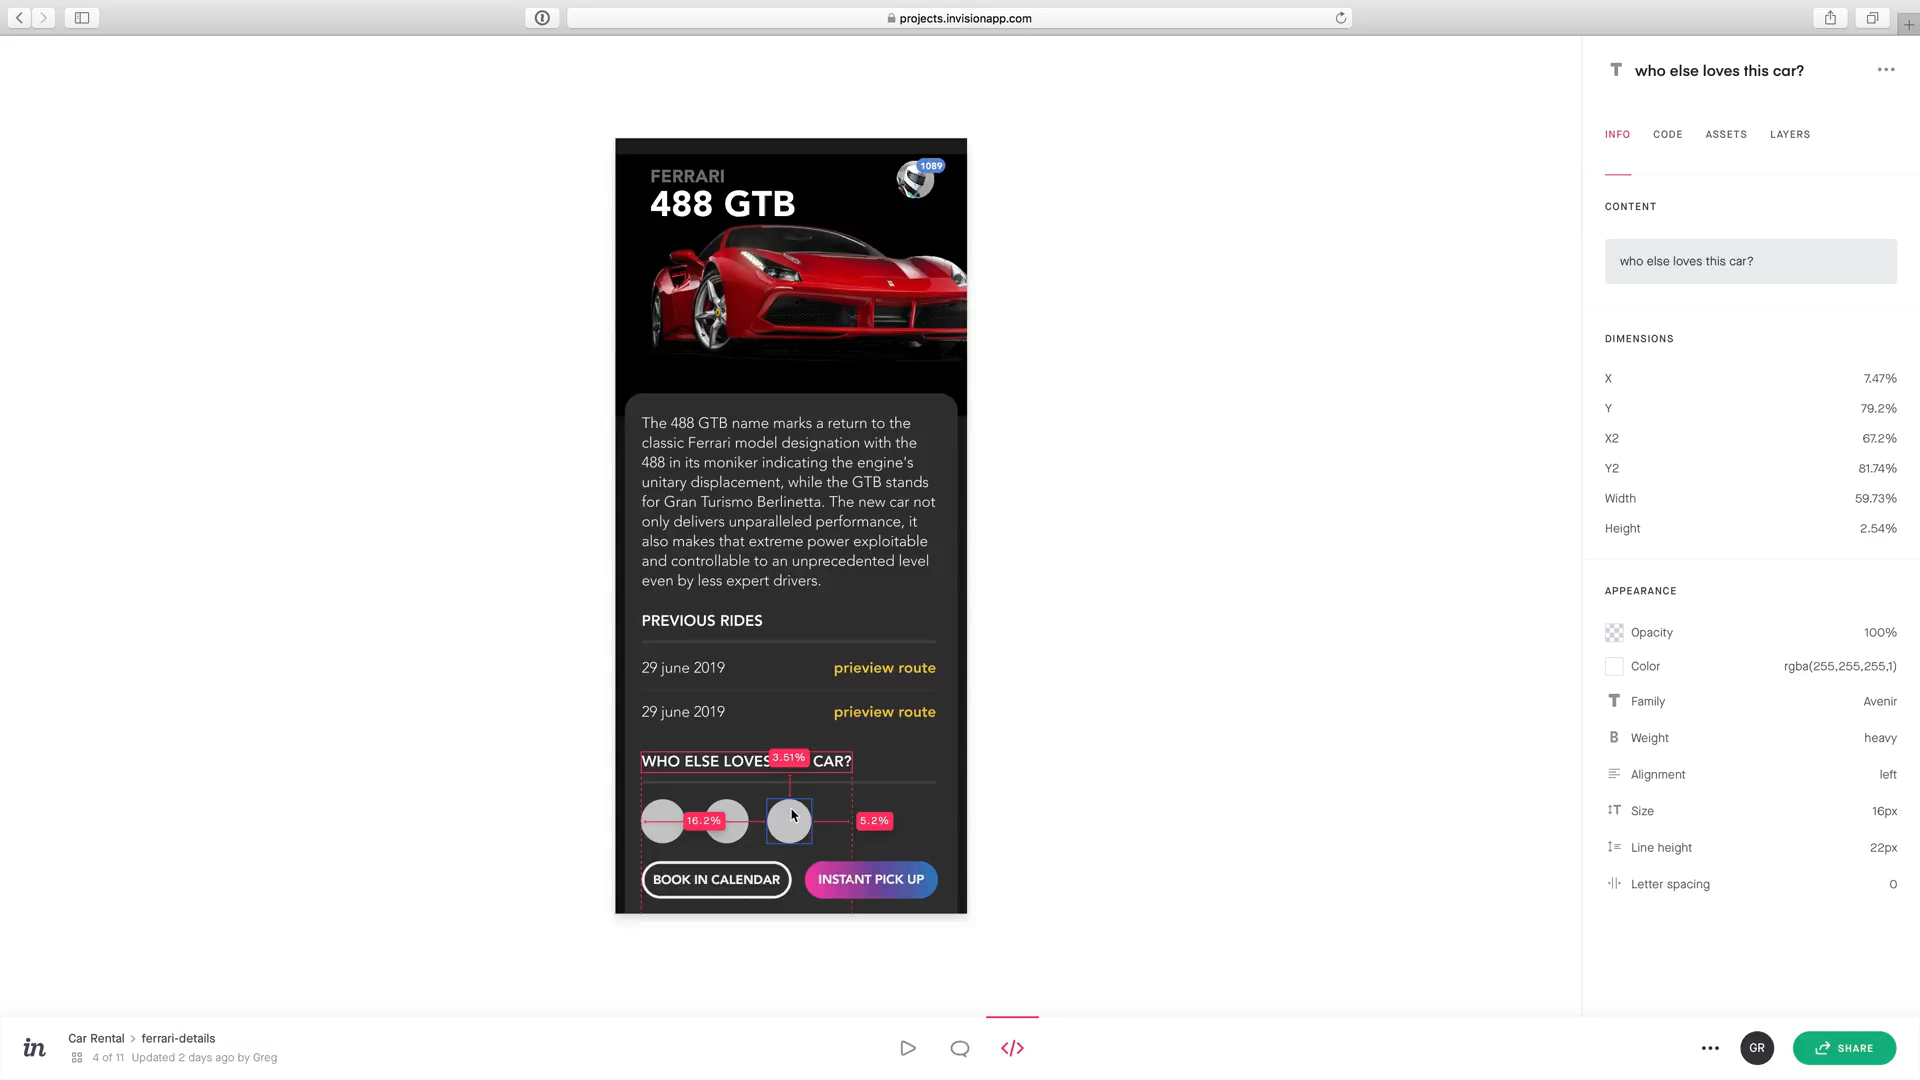 projects.invisionapp.com
FERRARI
488 GTB
1089
The 488 GTB name marks a return to the
classic Ferrari model designation with the
488 in its moniker indicating the engine's
unitary displacement, while the GTB stands
for Gran Turismo Berlinetta. The new car not
only delivers unparalleled performance, it
also makes that extreme power exploitable
and controllable to an unprecedented level
even by less expert drivers.
PREVIOUS RIDES
29 june 2019 prieview route
29 june 2019 prieview route
WHO ELSE LOVES CAR?
3.51%
16.2%
5.2%
BOOK IN CALENDAR
INSTANT PICK UP
T who else loves this car?
INFO CODE ASSETS LAYERS
CONTENT
who else loves this car?
DIMENSIONS
X 7.47%
Y 79.2%
X2 67.2%
Y2 81.74%
Width 59.73%
Height 2.54%
APPEARANCE
Opacity 100%
Color rgba(255,255,255,1)
T Family Avenir
B Weight heavy
Alignment left
Size 16px
Line height 22px
Letter spacing 0
in
Car Rental > ferrari-details
4 of 11 Updated 2 days ago by Greg
</>
GR
SHARE